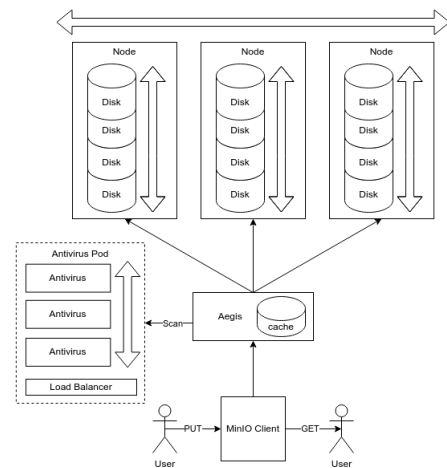 Node
Node
Node
Disk
Disk
Disk
Disk
Disk
Disk
Disk
Disk
Disk
Disk
Disk
Disk
Antivirus Pod
Antivirus
Antivirus
Antivirus
Load Balancer
Scan
Aegis
cache
PUT
MinIO Client
GET
User
User